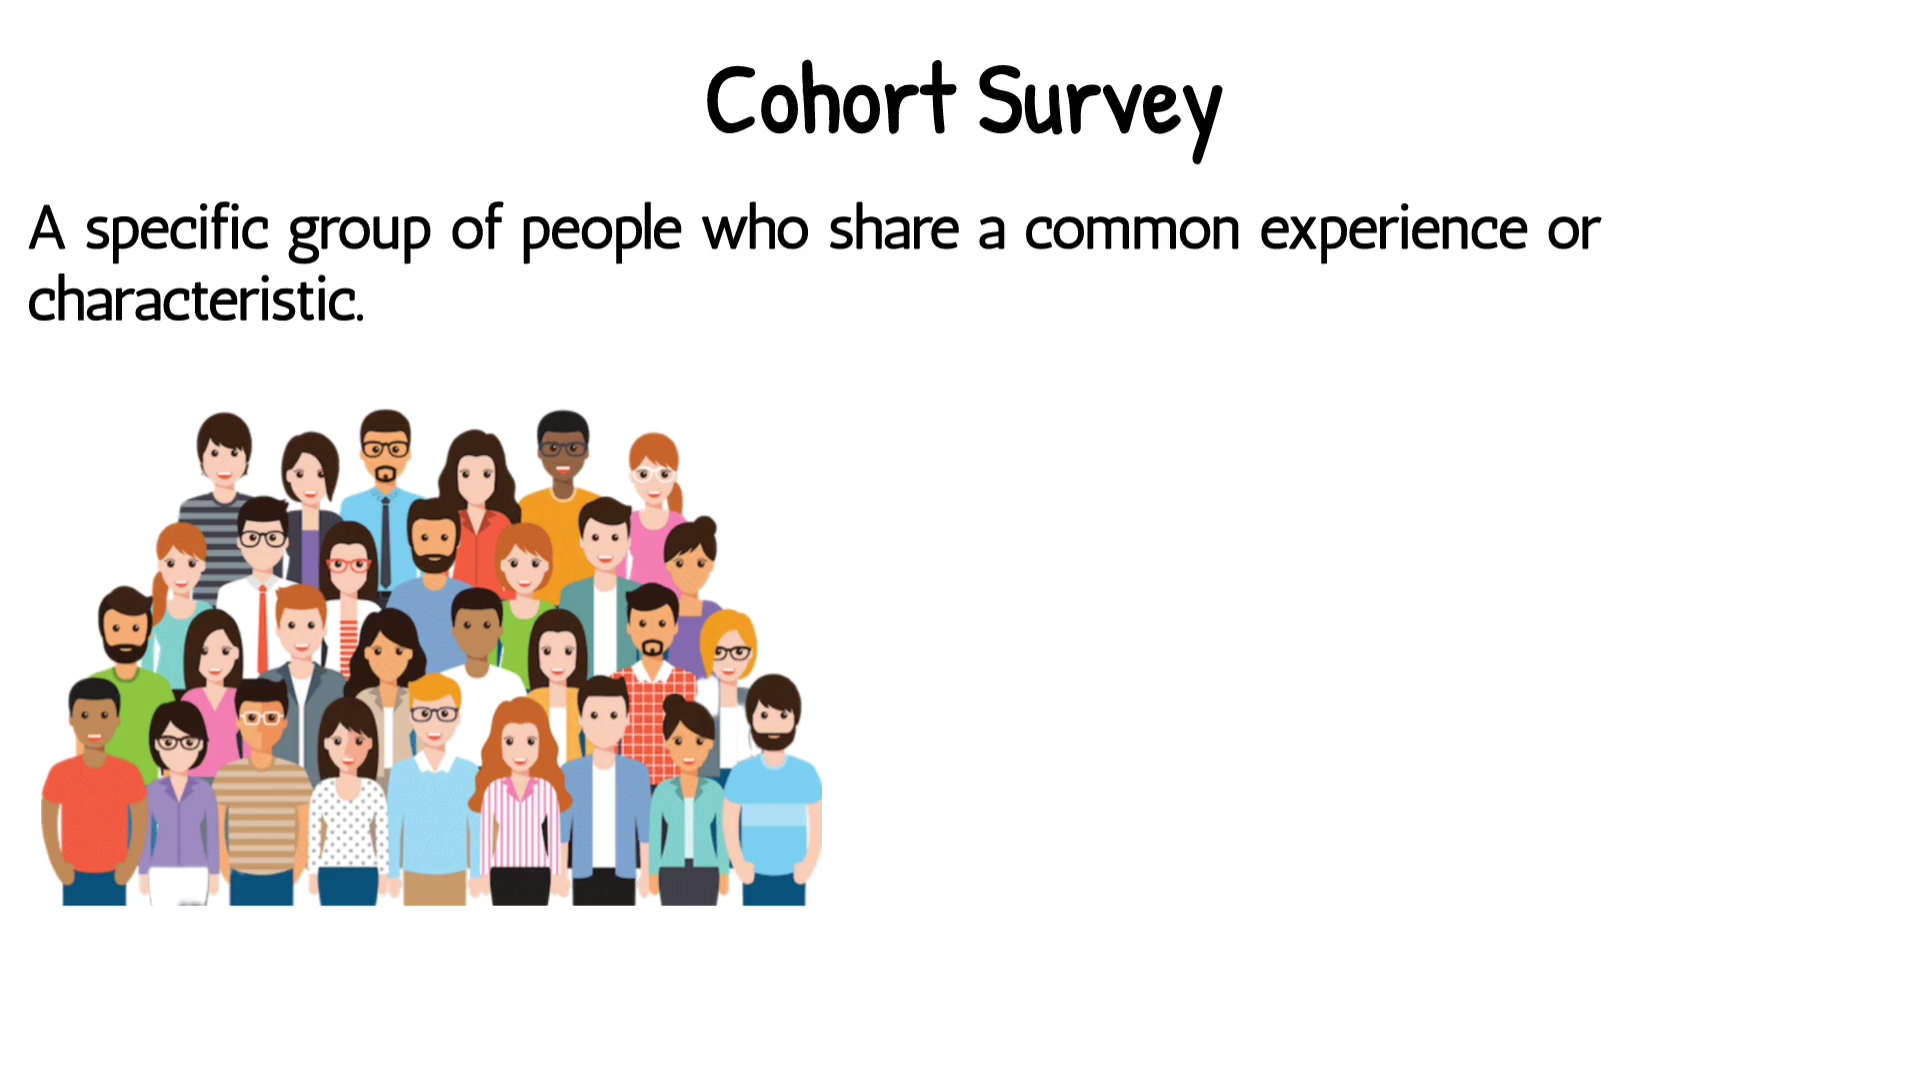 Cohort Survey
A specific group of people who share a common experience or
characteristic.